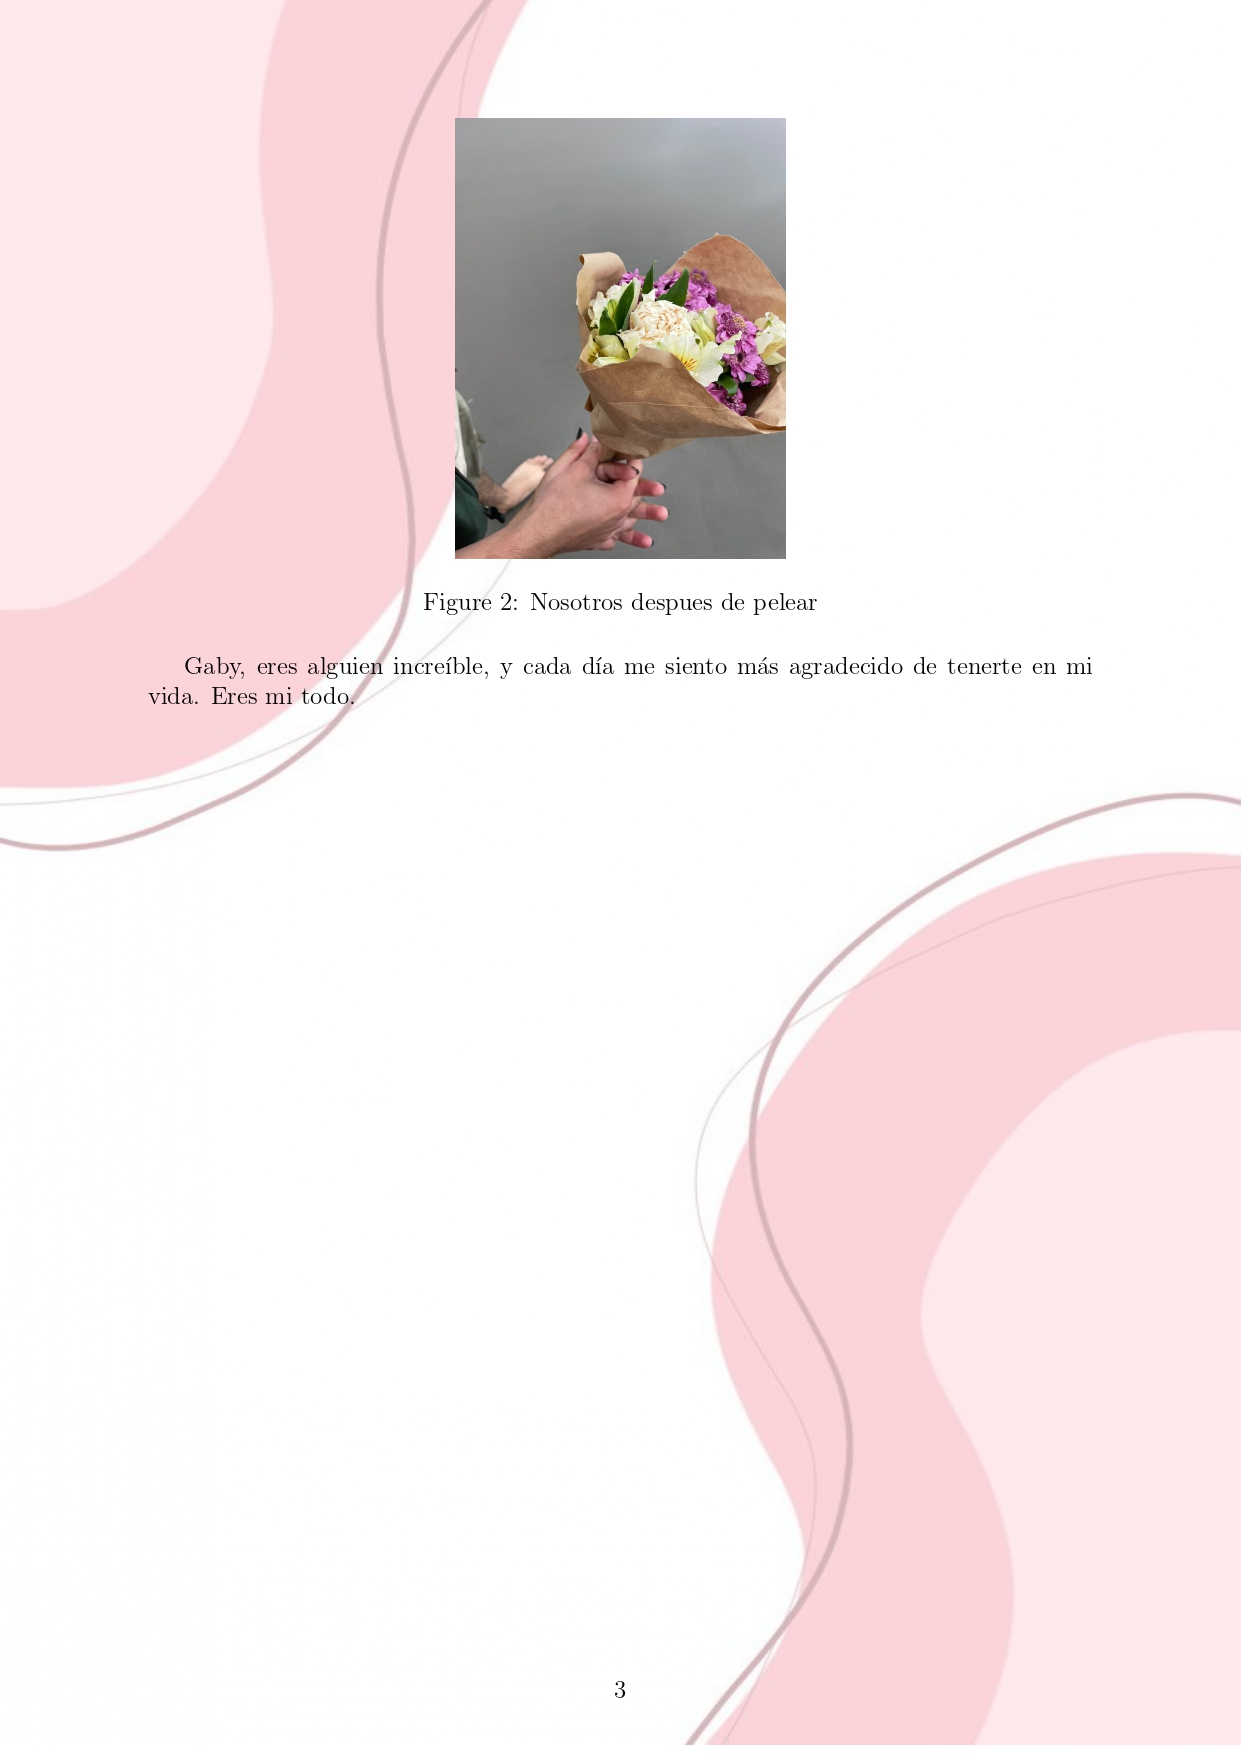 Figure 2: Nosotros despues de pelear
Gaby, eres alguien increíble, y cada día me siento más agradecido de tenerte en mi
vida. Eres mi todo.
3